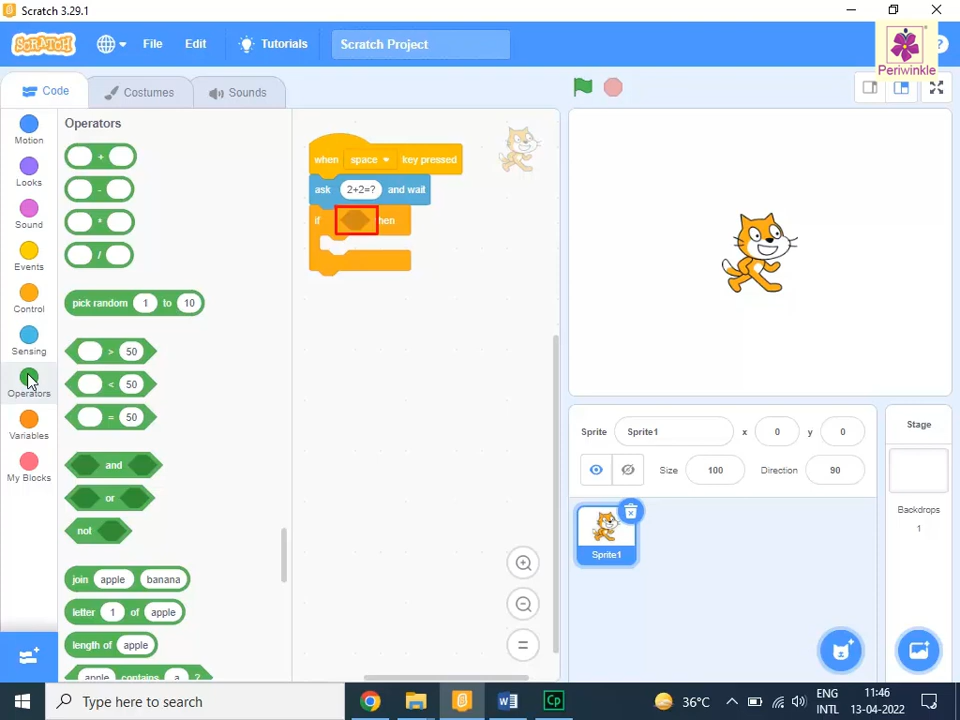 Scratch 3.29.1
SCRATCH
File
Edit
Tutorials
Scratch Project
Periwinkle
?
Code
Costumes
Sounds
Motion
Looks
Sound
Events
Control
Sensing
Operators
Variables
My Blocks
Operators
+
-
*
/
pick random 1 to 10
> 50
< 50
= 50
and
or
not
join apple banana
letter 1 of apple
length of apple
apple contains a ?
when space key pressed
ask 2+2=? and wait
if then
Sprite Sprite1 x 0 y 0
Size 100 Direction 90
Sprite1
Stage
Backdrops
1
Type here to search
W
Cp
36°C
ENG
INTL
11:46
13-04-2022